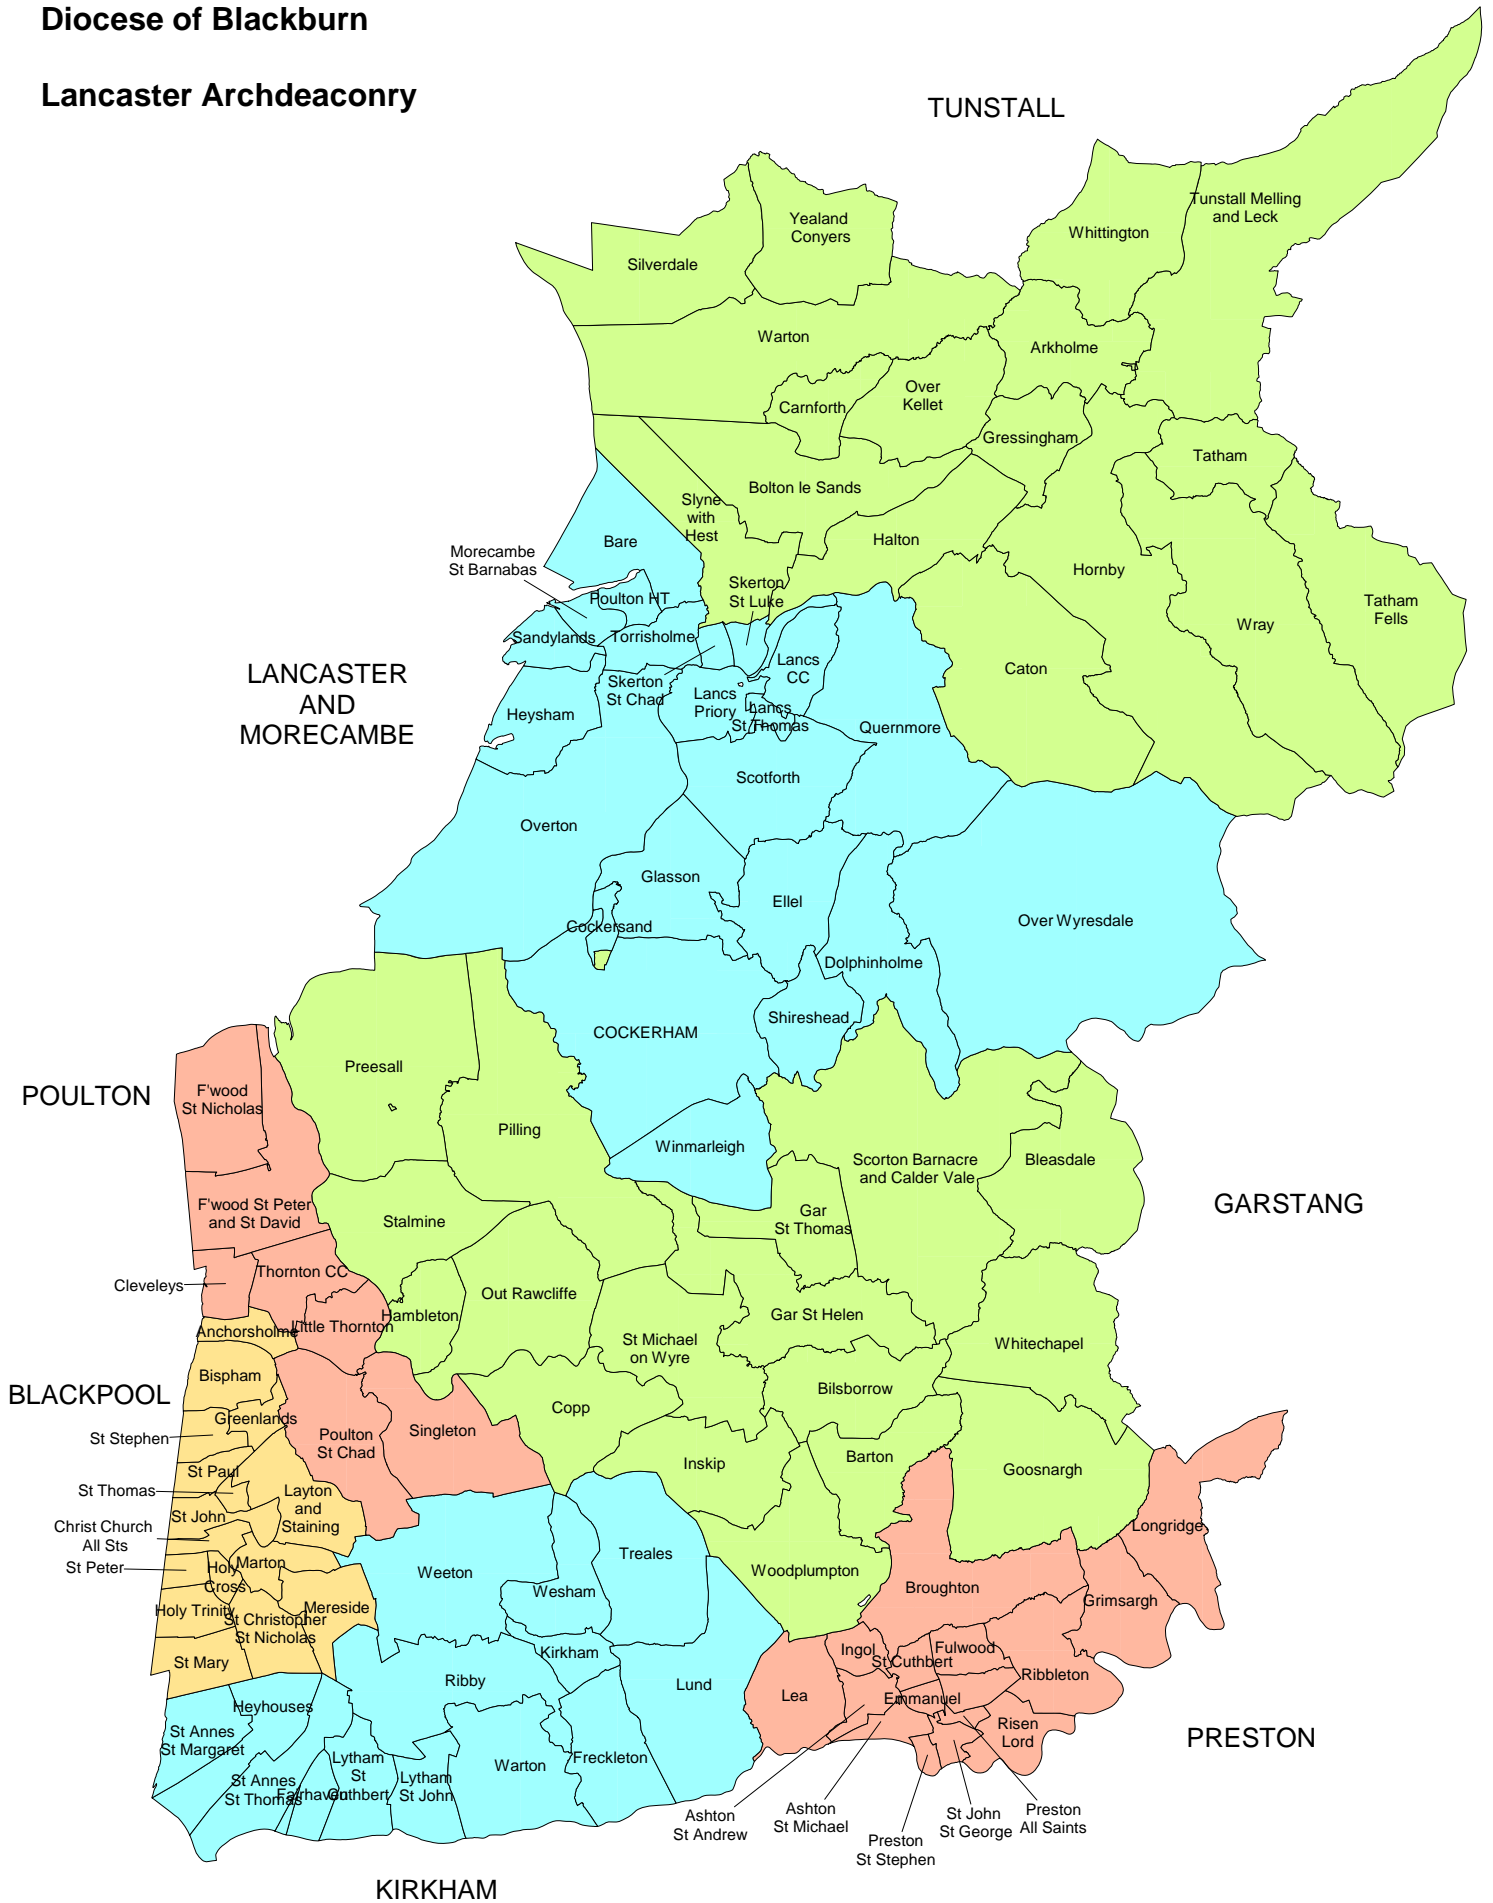 Diocese of Blackburn
Lancaster Archdeaconry
TUNSTALL
Tunstall Melling
and Leck
Whittington
Yealand
Conyers
Silverdale
Warton
Arkholme
Over
Kellet
Carnforth
Gressingham
Tatham
Bolton le Sands
Slyne
with
Hest
Halton
Bare
Morecambe
St Barnabas
Hornby
Skerton
St Luke
Poulton HT
Tatham
Fells
Wray
Sandylands
Torrisholme
Lancs
CC
Caton
LANCASTER
AND
MORECAMBE
Skerton
St Chad
Lancs
Priory
Lancs
St Thomas
Heysham
Quernmore
Scotforth
Overton
Glasson
Ellel
Cockersand
Over Wyresdale
Dolphinholme
Shireshead
COCKERHAM
Preesall
POULTON
F'wood
St Nicholas
Pilling
Winmarleigh
Scorton Barnacre
and Calder Vale
Bleasdale
GARSTANG
F'wood St Peter
and St David
Stalmine
Gar
St Thomas
Cleveleys
Thornton CC
Out Rawcliffe
Hambleton
Gar St Helen
Anchorsholme
Little Thornton
St Michael
on Wyre
Whitechapel
Bispham
BLACKPOOL
Bilsborrow
Copp
Greenlands
St Stephen
Poulton
St Chad
Singleton
Barton
Inskip
Goosnargh
St Paul
St Thomas
Layton
and
Staining
St John
Christ Church
All Sts
Longridge
Treales
St Peter
Holy
Cross
Marton
Weeton
Wesham
Woodplumpton
Broughton
Grimsargh
Holy Trinity
St Christopher
St Nicholas
Mereside
Kirkham
Ingol
St Cuthbert
Fulwood
St Mary
Ribby
Lund
Lea
Emmanuel
Ribbleton
Heyhouses
St Annes
St Margaret
Risen
Lord
PRESTON
Lytham
St
Cuthbert
Warton
Freckleton
St Annes
St Thomas
Fairhaven
Lytham
St John
Ashton
St Andrew
Ashton
St Michael
Preston
St Stephen
St John
St George
Preston
All Saints
KIRKHAM